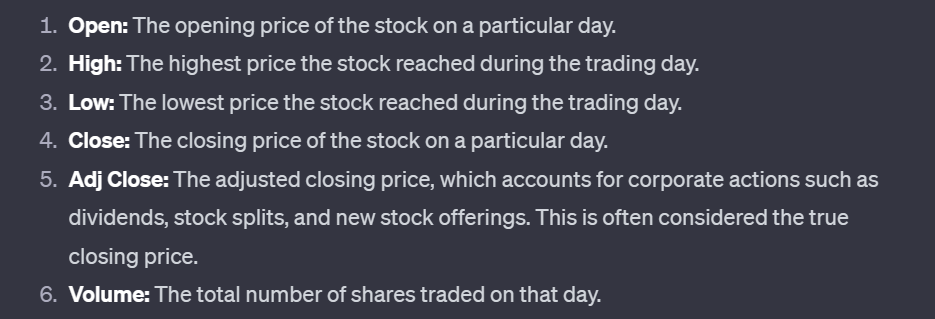 1. Open: The opening price of the stock on a particular day.
2. High: The highest price the stock reached during the trading day.
3. Low: The lowest price the stock reached during the trading day.
4. Close: The closing price of the stock on a particular day.
5. Adj Close: The adjusted closing price, which accounts for corporate actions such as
dividends, stock splits, and new stock offerings. This is often considered the true
closing price.
6. Volume: The total number of shares traded on that day.